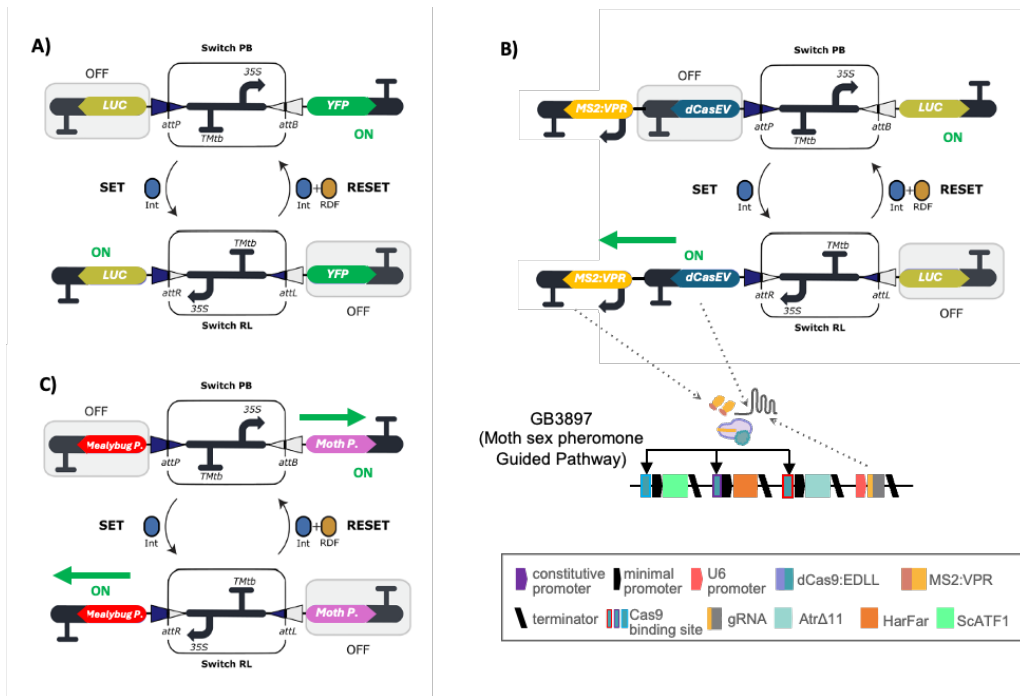 A)
Switch PB
OFF
35S
LUC
YFP
attP
TMtb
attB
ON
SET
Int
Int
+
RDF
RESET
ON
TMtb
LUC
YFP
attR
35S
attL
OFF
Switch RL
B)
Switch PB
OFF
35S
MS2:VPR
dCasEV
LUC
attP
TMtb
attB
ON
SET
Int
Int
+
RDF
RESET
ON
TMtb
MS2:VPR
dCasEV
LUC
attR
35S
attL
OFF
Switch RL
GB3897
(Moth sex pheromone
Guided Pathway)
C)
Switch PB
OFF
35S
Mealybug P.
Moth P.
attP
TMtb
attB
ON
SET
Int
Int
+
RDF
RESET
ON
TMtb
Mealybug P.
Moth P.
attR
35S
attL
OFF
Switch RL
constitutive
promoter
minimal
promoter
U6
promoter
dCas9:EDLL
MS2:VPR
terminator
Cas9
binding site
gRNA
AtrΔ11
HarFar
ScATF1